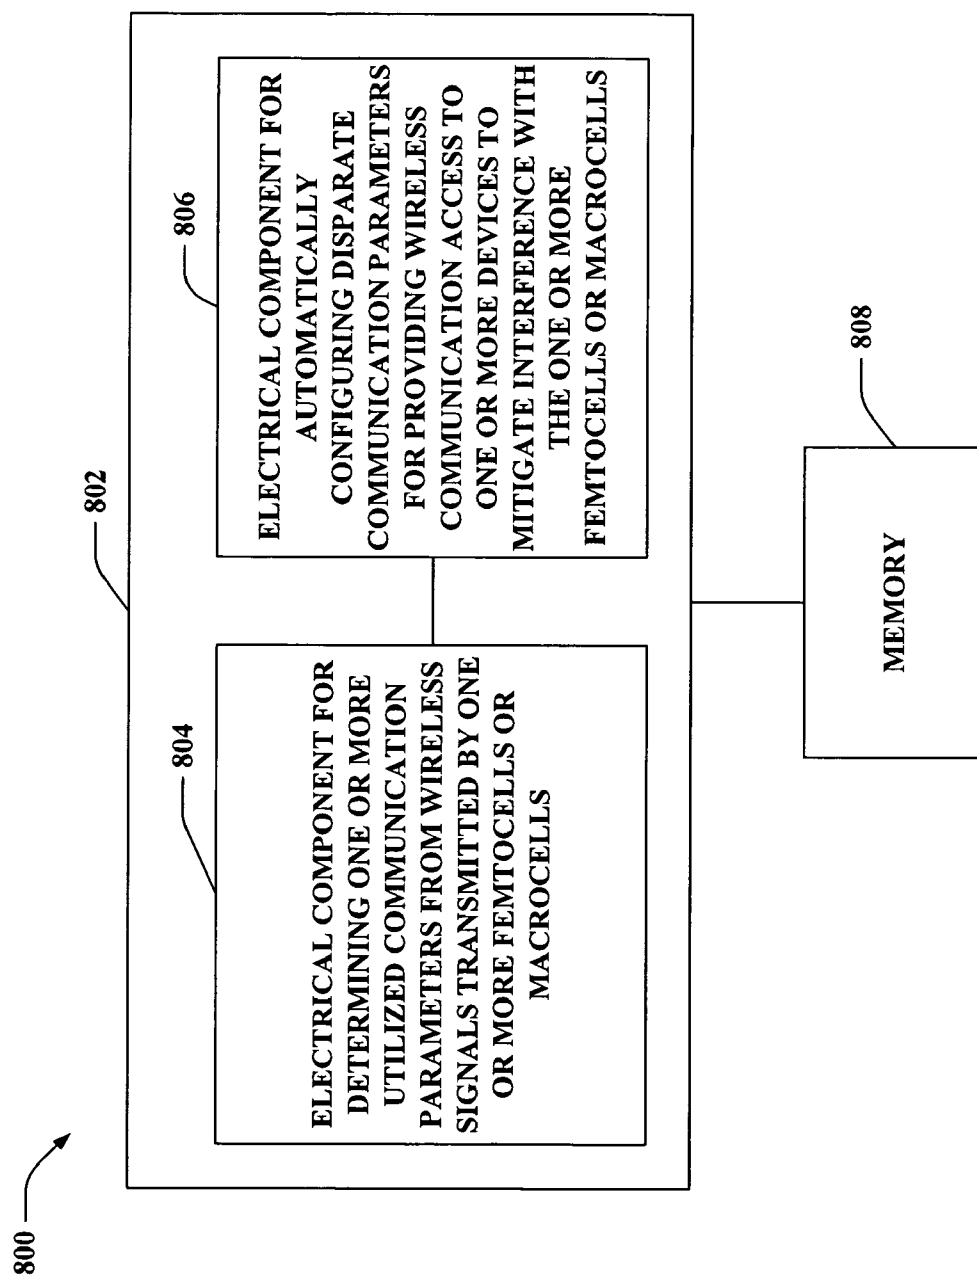 800
802
804
ELECTRICAL COMPONENT FOR
DETERMINING ONE OR MORE
UTILIZED COMMUNICATION
PARAMETERS FROM WIRELESS
SIGNALS TRANSMITTED BY ONE
OR MORE FEMTOCELLS OR
MACROCELLS
806
ELECTRICAL COMPONENT FOR
AUTOMATICALLY
CONFIGURING DISPARATE
COMMUNICATION PARAMETERS
FOR PROVIDING WIRELESS
COMMUNICATION ACCESS TO
ONE OR MORE DEVICES TO
MITIGATE INTERFERENCE WITH
THE ONE OR MORE
FEMTOCELLS OR MACROCELLS
808
MEMORY